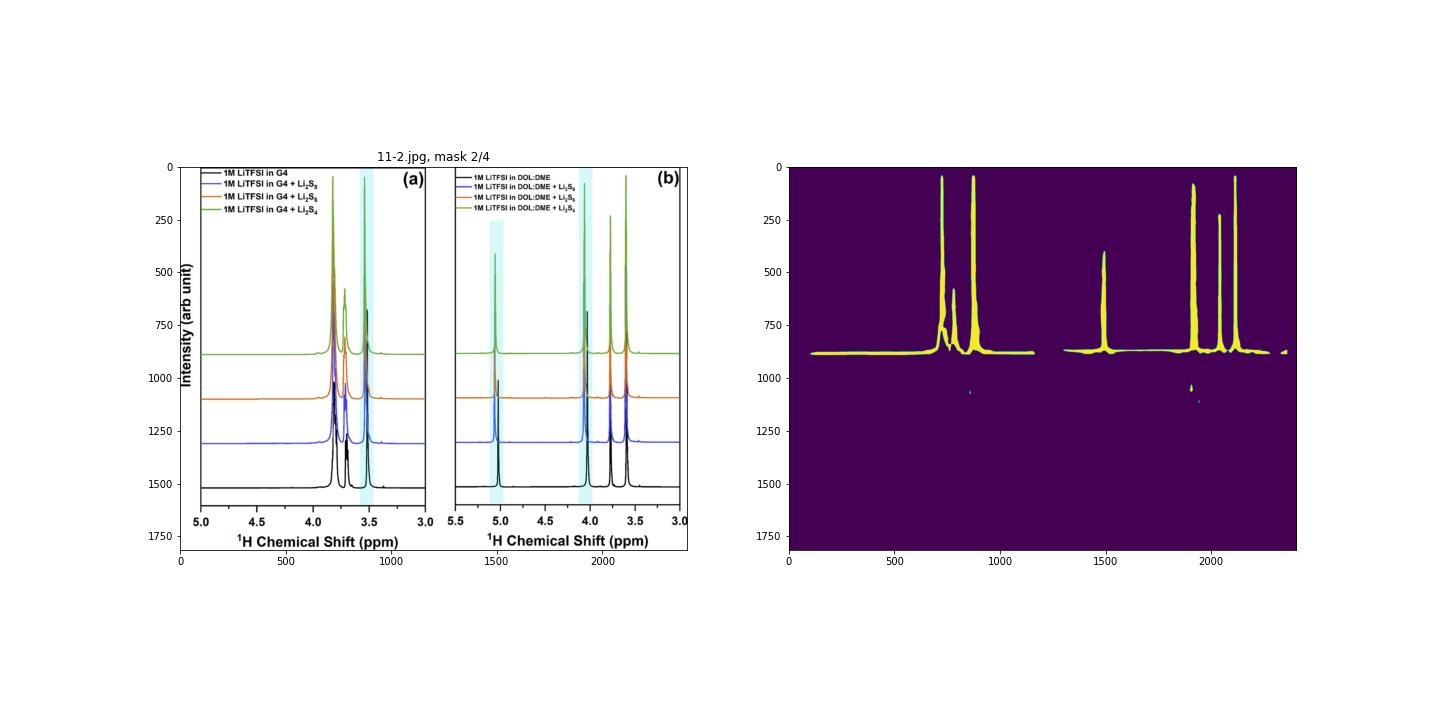 11-2.jpg, mask 2/4
1M LiTFSI in G4
1M LiTFSI in G4 + Li₂S₈
1M LiTFSI in G4 + Li₂S₆
1M LiTFSI in G4 + Li₂S₄
(a)
1M LiTFSI in DOL:DME
1M LiTFSI in DOL:DME + Li₂S₈
1M LiTFSI in DOL:DME + Li₂S₆
1M LiTFSI in DOL:DME + Li₂S₄
(b)
Intensity (arb unit)
5.0 4.5 4.0 3.5 3.0
¹H Chemical Shift (ppm)
5.5 5.0 4.5 4.0 3.5 3.0
¹H Chemical Shift (ppm)
0
250
500
750
1000
1250
1500
1750
0 500 1000 1500 2000
0
250
500
750
1000
1250
1500
1750
0 500 1000 1500 2000